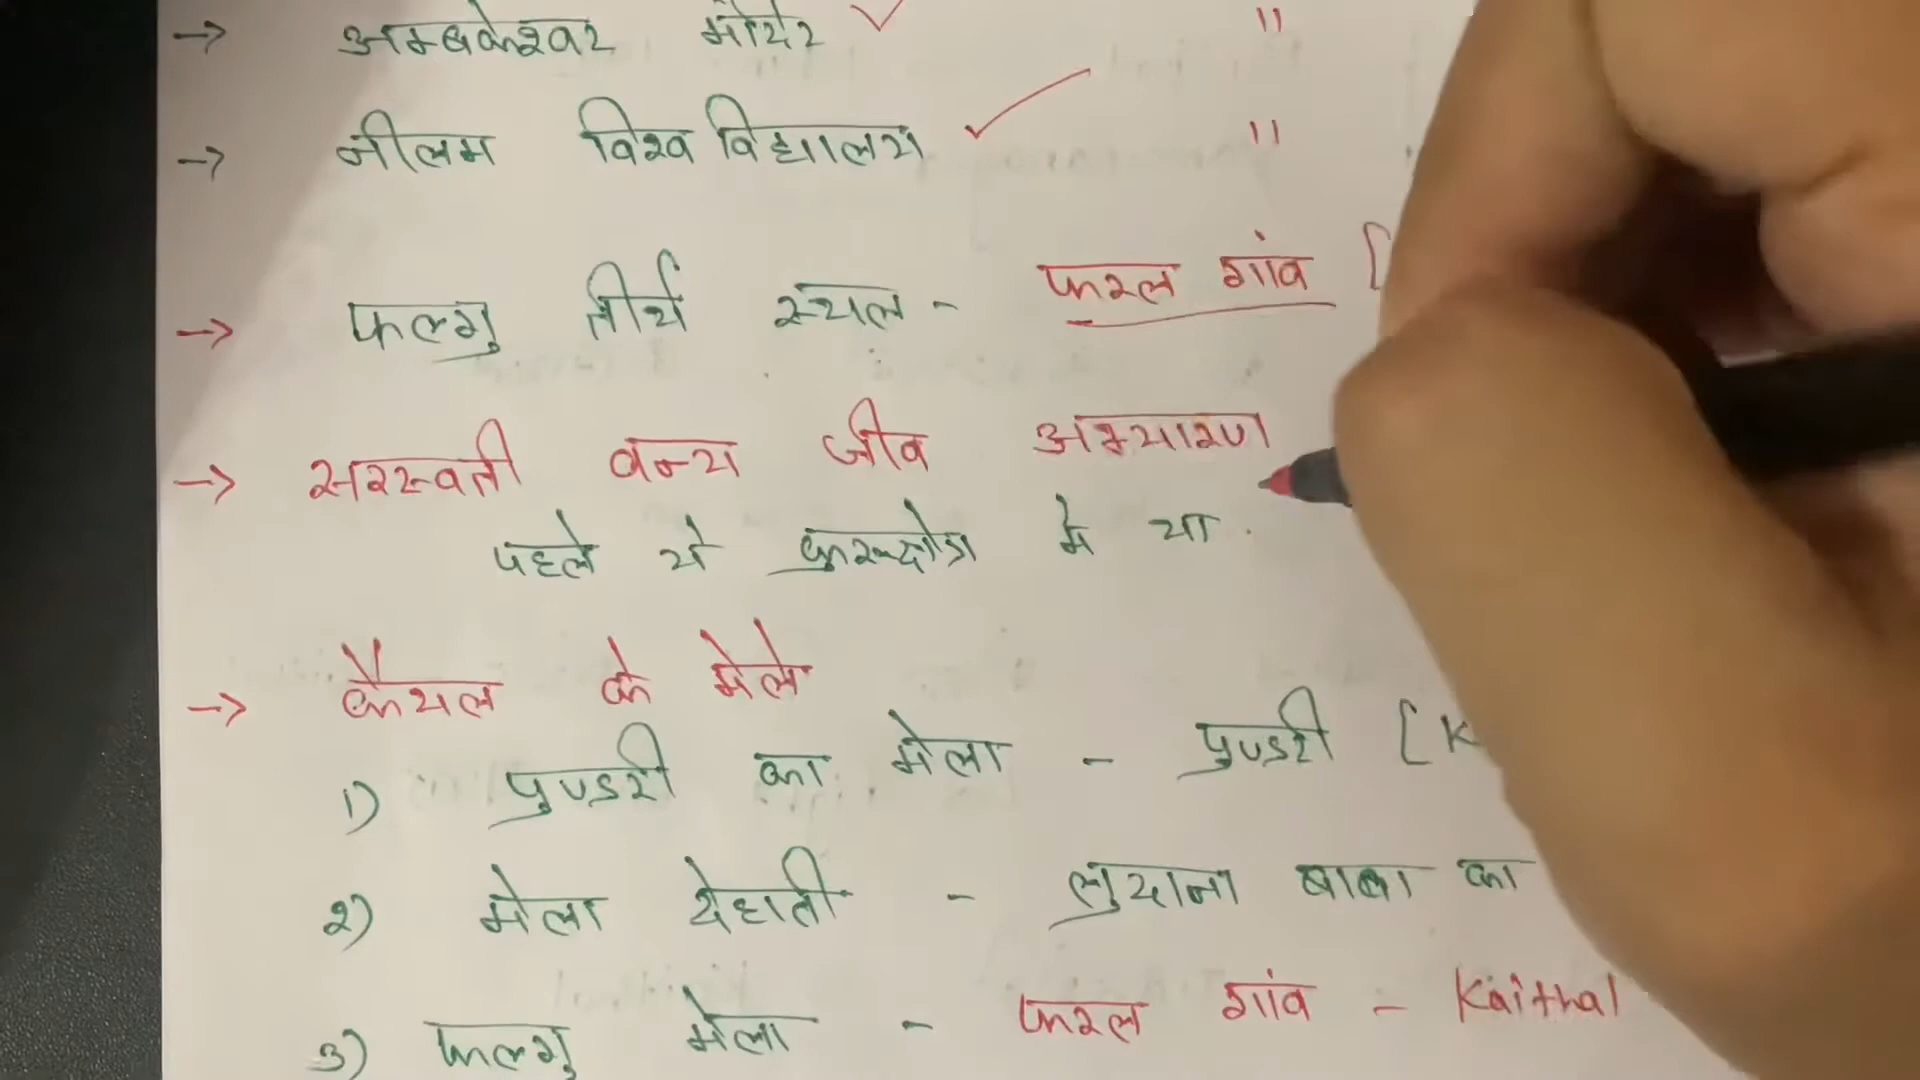 → अम्बकेश्वर मंदिर ✓ "
→ नीलम विश्वविद्यालय ✓ "
→ फल्गु तीर्थ स्थल - फरल गांव [
→ सरस्वती वन्य जीव अभ्यारण
पहले ये कुरूक्षेत्र मे था .
→ कैथल के मेले
1) पुण्डरी का मेला - पुण्डरी [K
2) मेला देहाती - लुदाना बाबा का
3) फल्गु मेला - फरल गांव - Kaithal